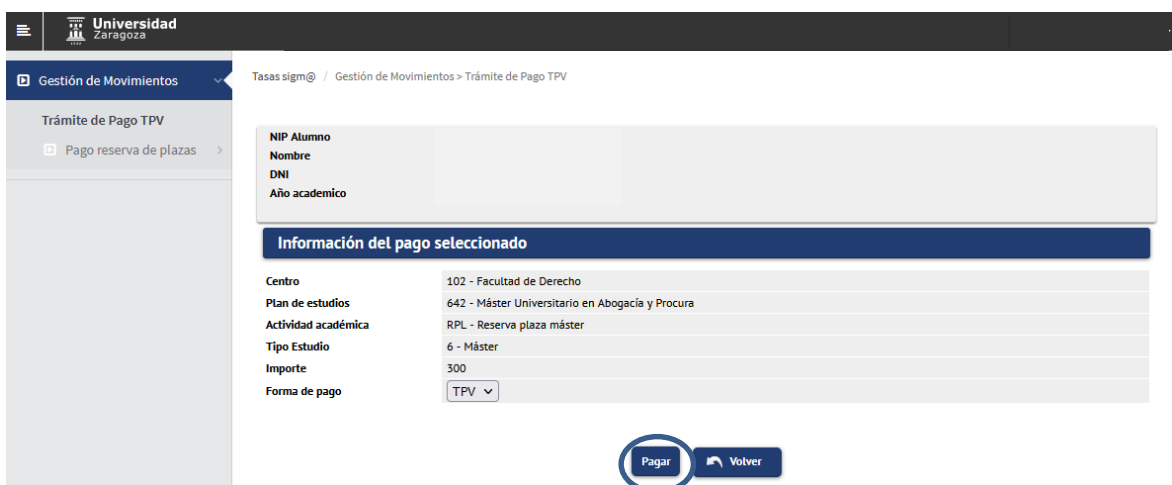 Universidad
Zaragoza
Gestión de Movimientos
Tasas sigm@ / Gestión de Movimientos > Trámite de Pago TPV
Trámite de Pago TPV
Pago reserva de plazas
NIP Alumno
Nombre
DNI
Año academico
Información del pago seleccionado
Centro 102 - Facultad de Derecho
Plan de estudios 642 - Máster Universitario en Abogacía y Procura
Actividad académica RPL - Reserva plaza máster
Tipo Estudio 6 - Máster
Importe 300
Forma de pago TPV
Pagar Volver